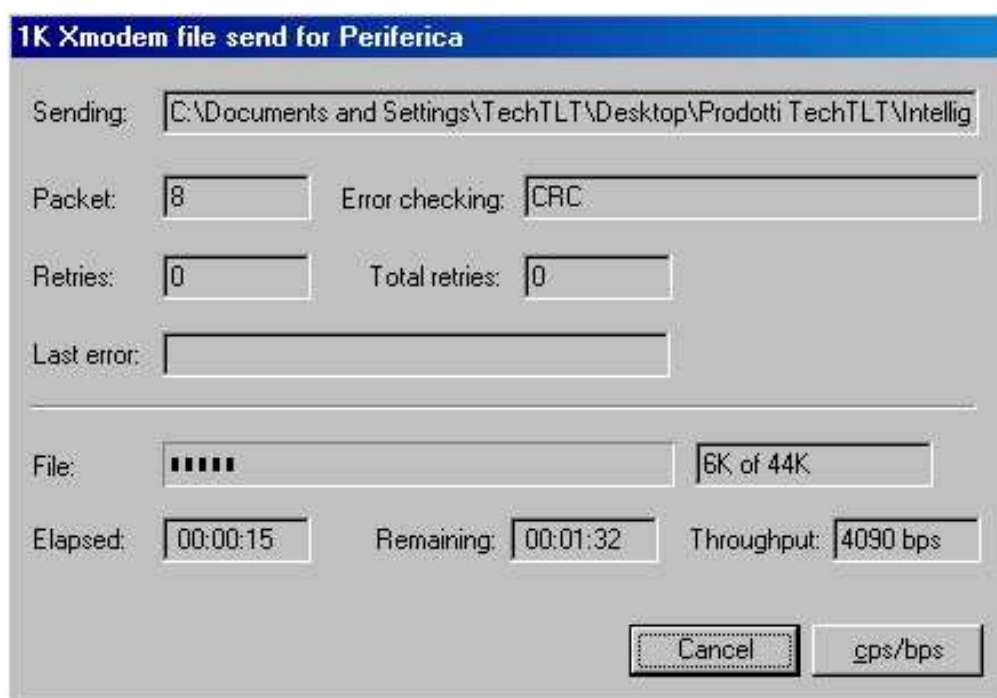 1K Xmodem file send for Periferica
Sending: C:\Documents and Settings\TechTLT\Desktop\Prodotti TechTLT\Intellig
Packet: 8 Error checking: CRC
Retries: 0 Total retries: 0
Last error:
File: 6K of 44K
Elapsed: 00:00:15 Remaining: 00:01:32 Throughput: 4090 bps
Cancel cps/bps